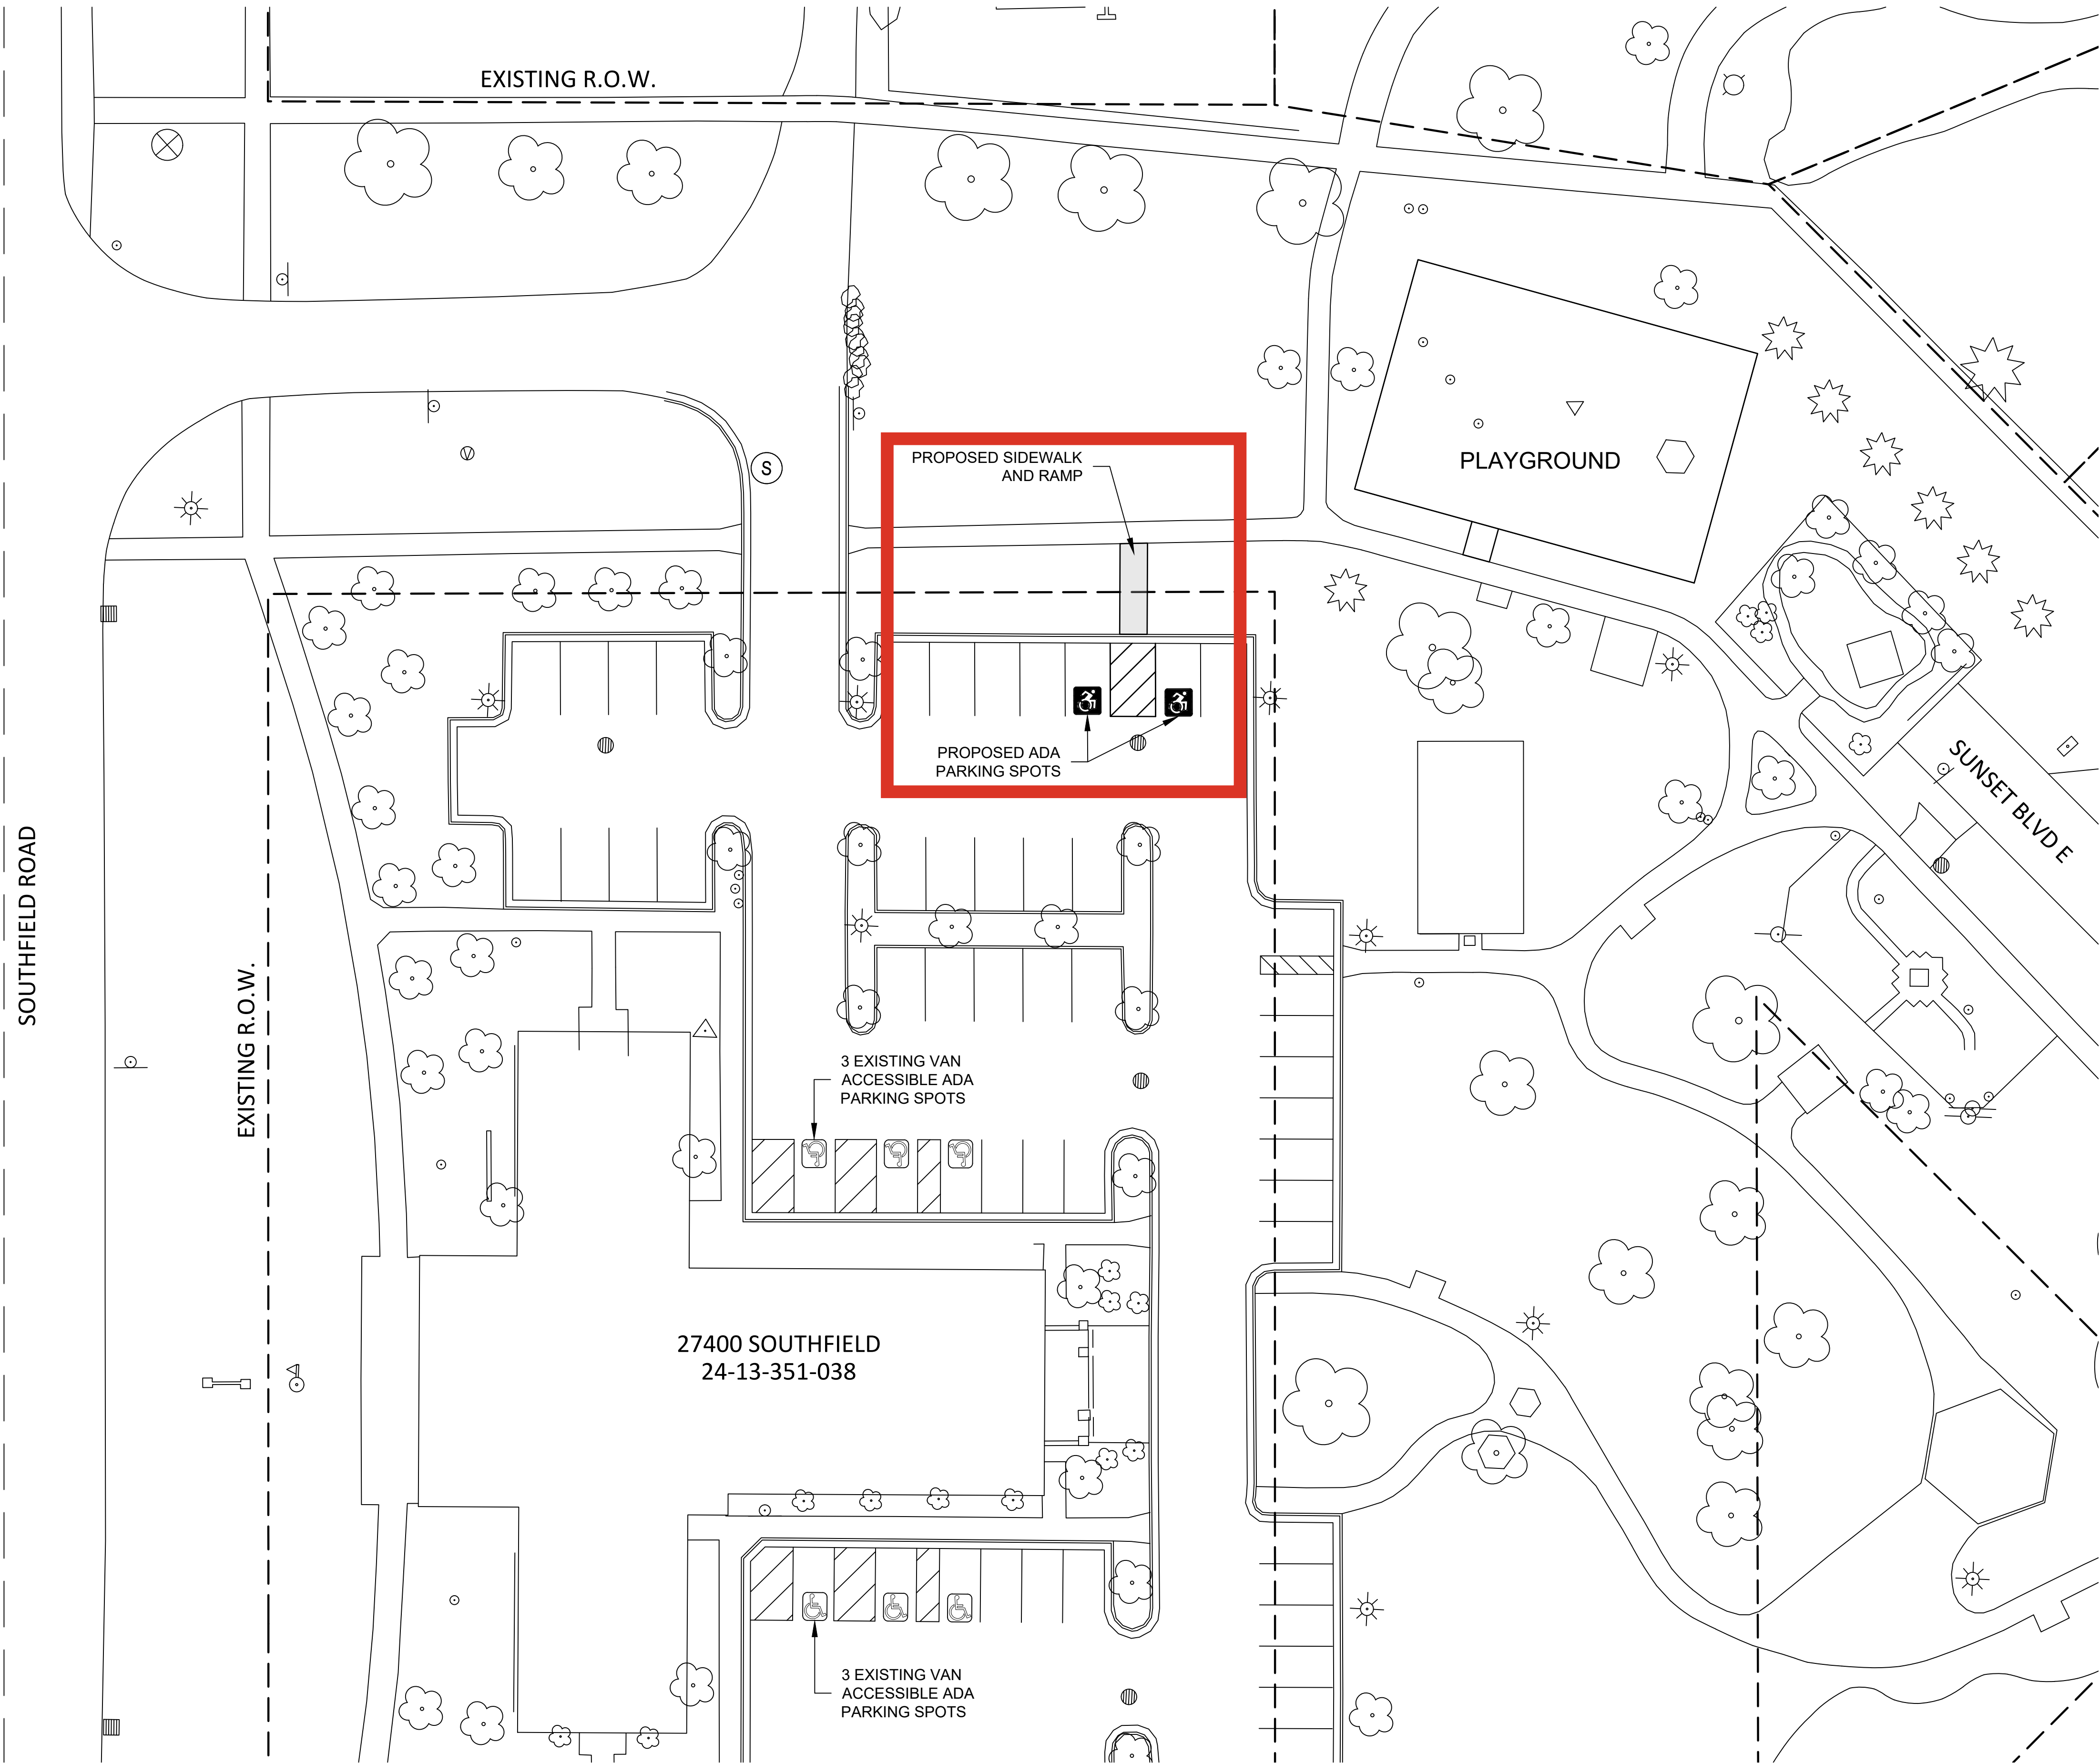 EXISTING R.O.W.
PROPOSED SIDEWALK
AND RAMP
S
V
PLAYGROUND
PROPOSED ADA
PARKING SPOTS
SUNSET BLVD E
SOUTHFIELD ROAD
EXISTING R.O.W.
3 EXISTING VAN
ACCESSIBLE ADA
PARKING SPOTS
27400 SOUTHFIELD
24-13-351-038
3 EXISTING VAN
ACCESSIBLE ADA
PARKING SPOTS